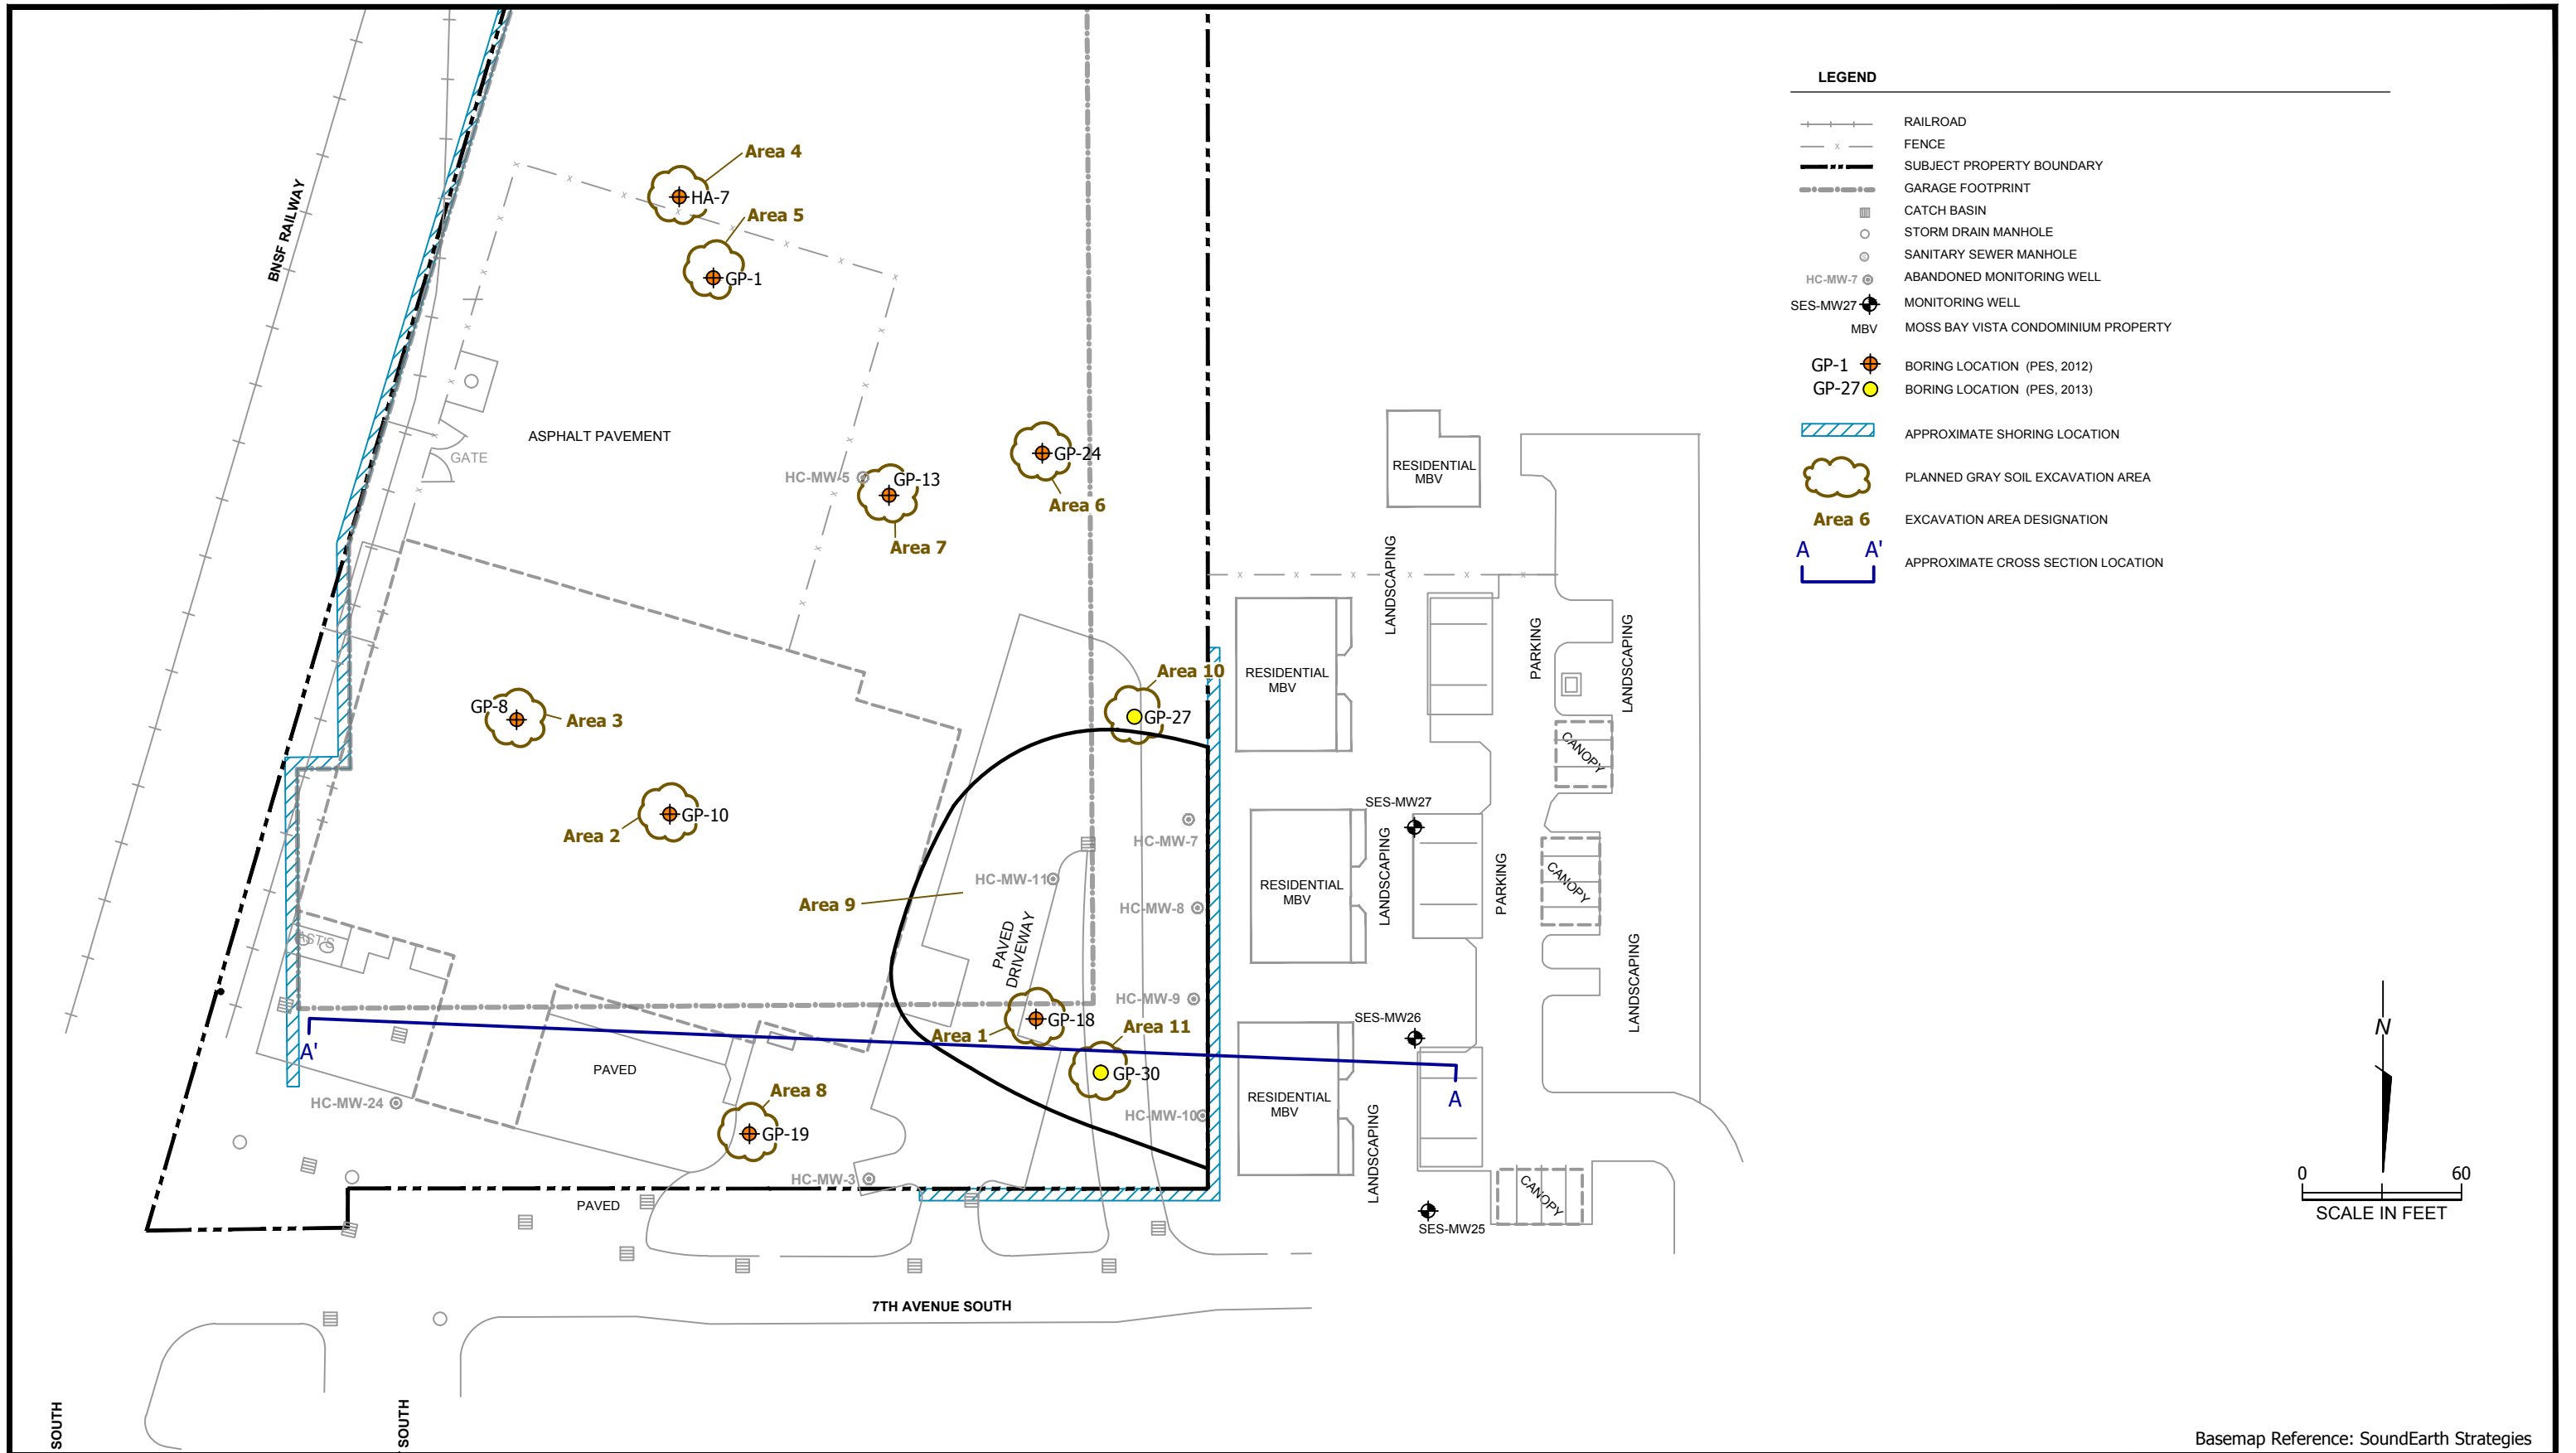 LEGEND
RAILROAD
FENCE
SUBJECT PROPERTY BOUNDARY
GARAGE FOOTPRINT
CATCH BASIN
STORM DRAIN MANHOLE
SANITARY SEWER MANHOLE
HC-MW-7 ABANDONED MONITORING WELL
SES-MW27 MONITORING WELL
MBV MOSS BAY VISTA CONDOMINIUM PROPERTY
GP-1 BORING LOCATION (PES, 2012)
GP-27 BORING LOCATION (PES, 2013)
APPROXIMATE SHORING LOCATION
PLANNED GRAY SOIL EXCAVATION AREA
Area 6 EXCAVATION AREA DESIGNATION
A A' APPROXIMATE CROSS SECTION LOCATION
BNSF RAILWAY
Area 4
HA-7
Area 5
GP-1
ASPHALT PAVEMENT
GATE
HC-MW-5
GP-13
Area 7
GP-24
Area 6
RESIDENTIAL
MBV
LANDSCAPING
PARKING
LANDSCAPING
Area 10
GP-27
RESIDENTIAL
MBV
GP-8
Area 3
GP-10
Area 2
CANOPY
SES-MW27
HC-MW-7
HC-MW-11
Area 9
HC-MW-8
RESIDENTIAL
MBV
LANDSCAPING
PARKING
CANOPY
LANDSCAPING
AST'S
PAVED
DRIVEWAY
HC-MW-9
GP-18
Area 1
Area 11
SES-MW26
A'
PAVED
GP-30
A
Area 8
GP-19
HC-MW-24
HC-MW-10
RESIDENTIAL
MBV
LANDSCAPING
HC-MW-3
PAVED
CANOPY
SES-MW25
N
0 60
SCALE IN FEET
7TH AVENUE SOUTH
SOUTH
SOUTH
Basemap Reference: SoundEarth Strategies